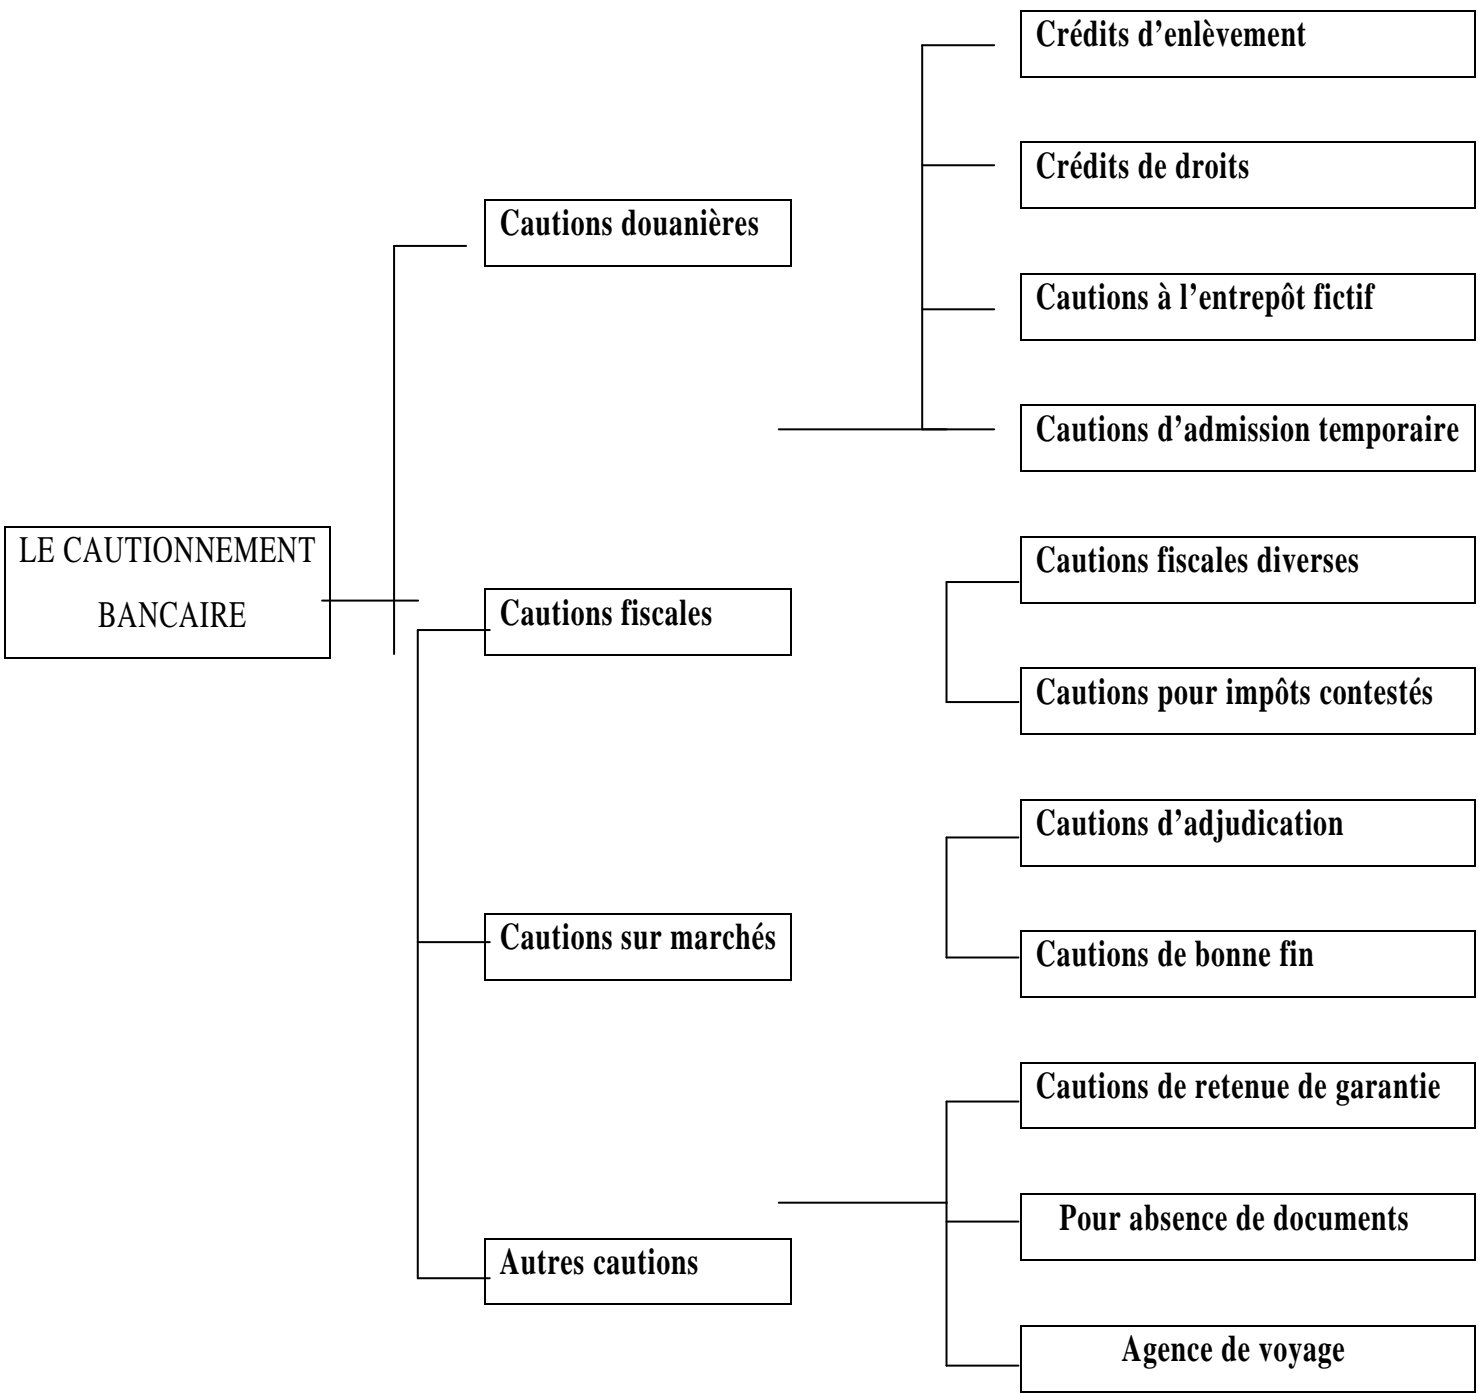 Crédits d’enlèvement
Crédits de droits
Cautions douanières
Cautions à l’entrepôt fictif
Cautions d’admission temporaire
LE CAUTIONNEMENT
BANCAIRE
Cautions fiscales diverses
Cautions fiscales
Cautions pour impôts contestés
Cautions d’adjudication
Cautions sur marchés
Cautions de bonne fin
Cautions de retenue de garantie
Pour absence de documents
Autres cautions
Agence de voyage